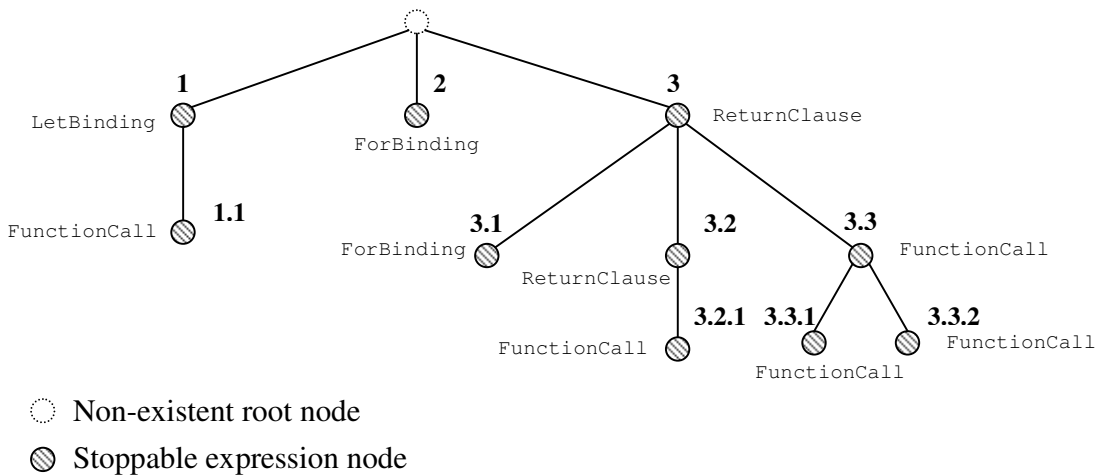 1
2
3
LetBinding
ForBinding
ReturnClause
1.1
FunctionCall
3.1
3.2
3.3
ForBinding
ReturnClause
FunctionCall
3.2.1
3.3.1
3.3.2
FunctionCall
FunctionCall
FunctionCall
Non-existent root node
Stoppable expression node